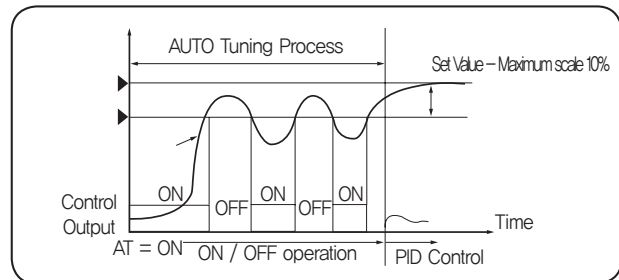 AUTO Tuning Process
Set Value – Maximum scale 10%
ON ON ON
Control
Output
OFF OFF
Time
AT = ON ON / OFF operation PID Control